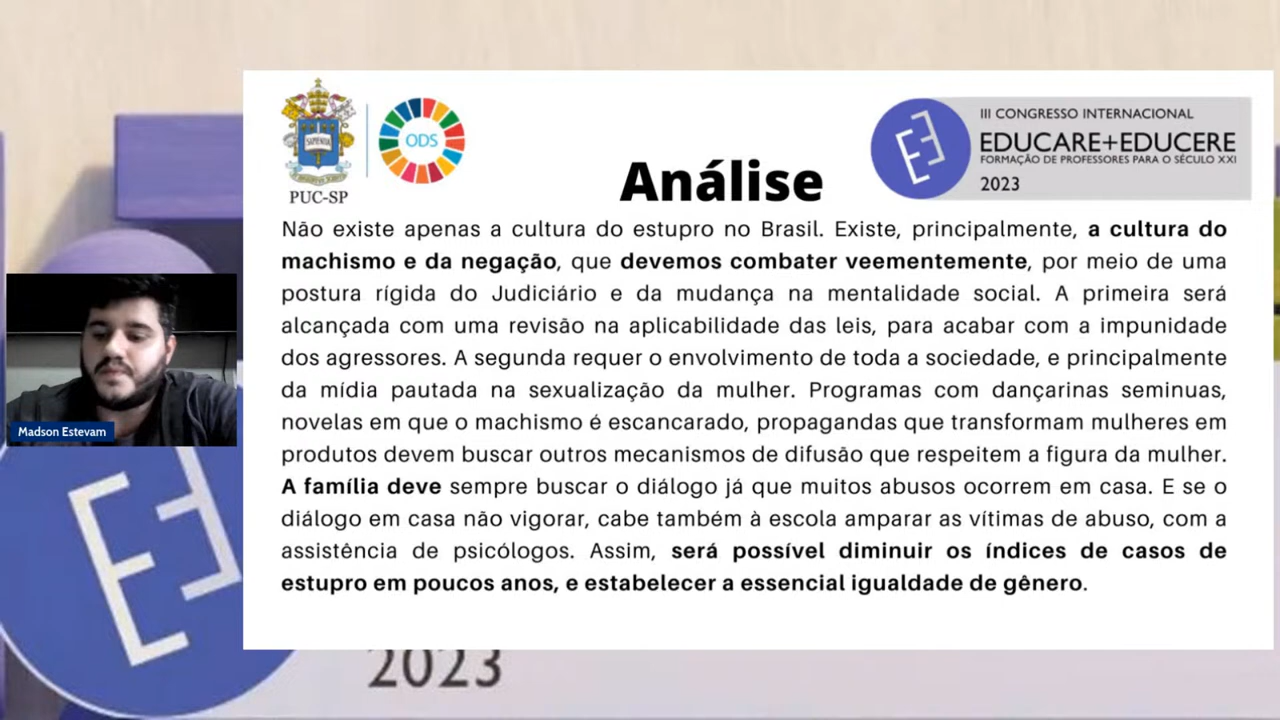 SAPIENTIA
PUC-SP
ODS
III CONGRESSO INTERNACIONAL
EDUCARE+EDUCERE
FORMAÇÃO DE PROFESSORES PARA O SÉCULO XXI
2023
Análise
Não existe apenas a cultura do estupro no Brasil. Existe, principalmente, a cultura do
machismo e da negação, que devemos combater veementemente, por meio de uma
postura rígida do Judiciário e da mudança na mentalidade social. A primeira será
alcançada com uma revisão na aplicabilidade das leis, para acabar com a impunidade
dos agressores. A segunda requer o envolvimento de toda a sociedade, e principalmente
da mídia pautada na sexualização da mulher. Programas com dançarinas seminuas,
novelas em que o machismo é escancarado, propagandas que transformam mulheres em
produtos devem buscar outros mecanismos de difusão que respeitem a figura da mulher.
A família deve sempre buscar o diálogo já que muitos abusos ocorrem em casa. E se o
diálogo em casa não vigorar, cabe também à escola amparar as vítimas de abuso, com a
assistência de psicólogos. Assim, será possível diminuir os índices de casos de
estupro em poucos anos, e estabelecer a essencial igualdade de gênero.
Madson Estevam
2023